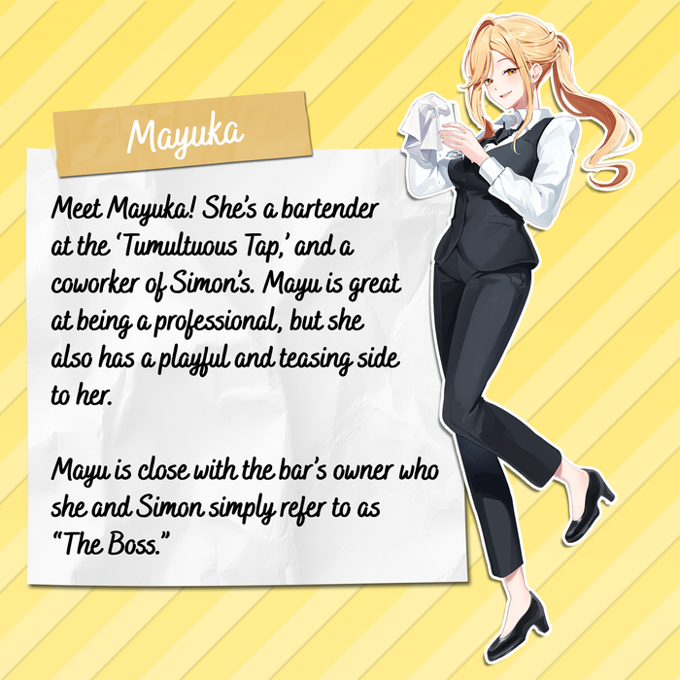 Mayuka
Meet Mayuka! She's a bartender
at the 'Tumultuous Tap,' and a
coworker of Simon's. Mayu is great
at being a professional, but she
also has a playful and teasing side
to her.
Mayu is close with the bar's owner who
she and Simon simply refer to as
"The Boss."